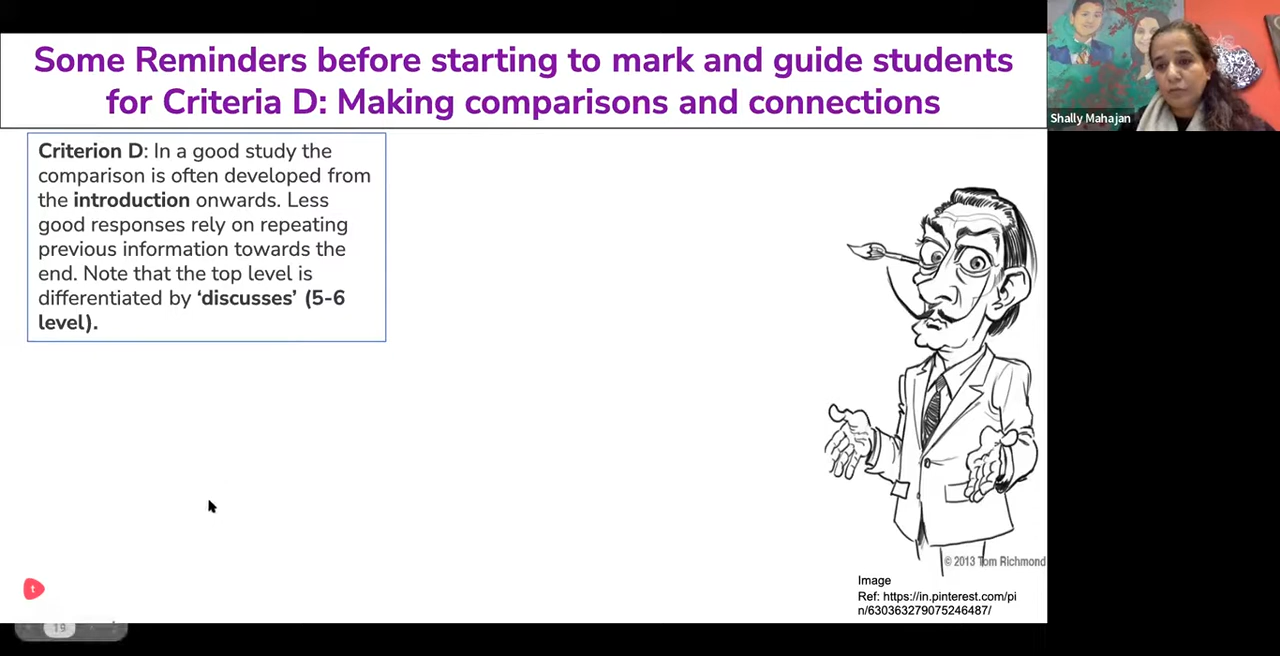 Some Reminders before starting to mark and guide students
for Criteria D: Making comparisons and connections
Shally Mahajan
Criterion D: In a good study the
comparison is often developed from
the introduction onwards. Less
good responses rely on repeating
previous information towards the
end. Note that the top level is
differentiated by ‘discusses’ (5-6
level).
© 2013 Tom Richmond
Image
Ref: https://in.pinterest.com/pi
n/630363279075246487/
t
19